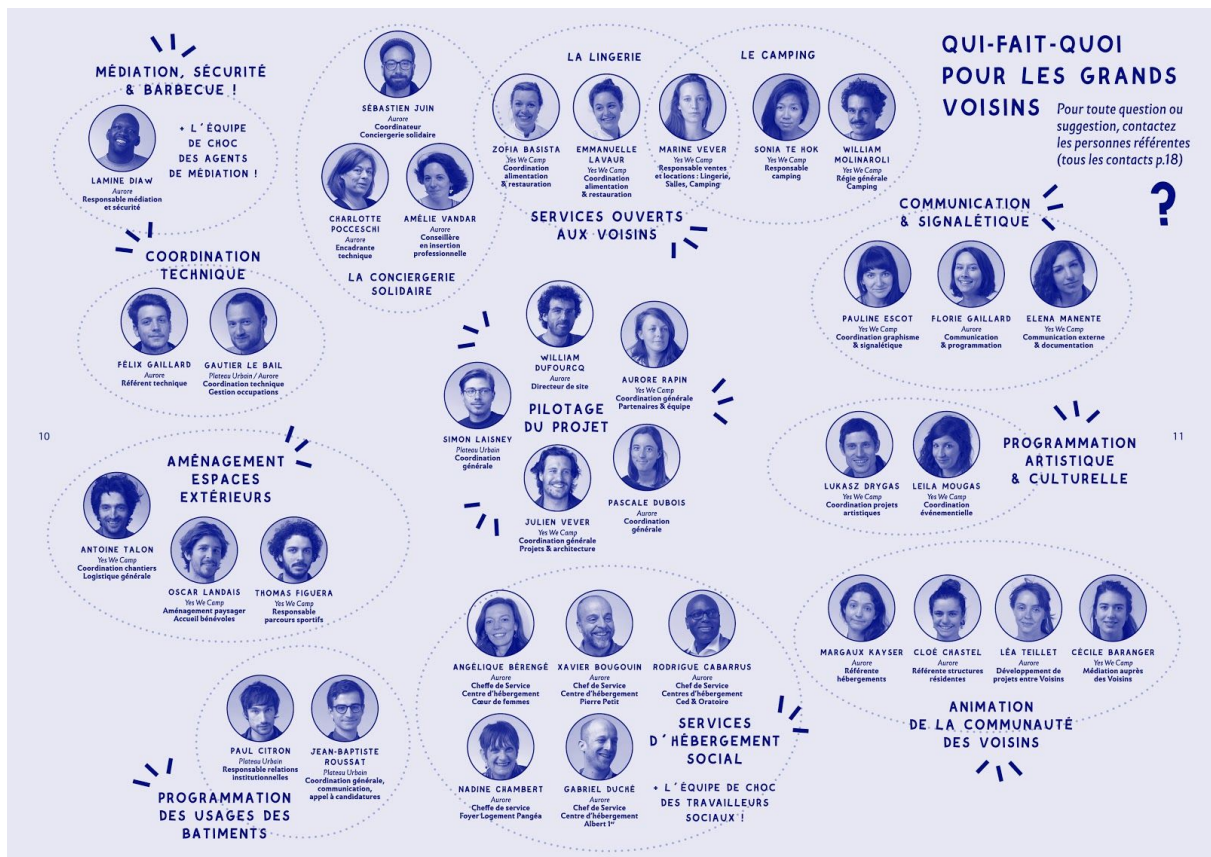 QUI-FAIT-QUOI
POUR LES GRANDS
VOISINS
Pour toute question ou
suggestion, contactez
les personnes référentes
(tous les contacts p.18)
?
MÉDIATION, SÉCURITÉ
& BARBECUE !
LAMINE DIAW
Aurore
Responsable médiation
et sécurité
+ L'ÉQUIPE
DE CHOC
DES AGENTS
DE MÉDIATION !
SÉBASTIEN JUIN
Aurore
Coordinateur
Conciergerie solidaire
CHARLOTTE
POCCESCHI
Aurore
Encadrante
technique
AMÉLIE VANDAR
Aurore
Conseillère
en insertion
professionnelle
LA CONCIERGERIE
SOLIDAIRE
LA LINGERIE
ZOFIA BASISTA
Yes We Camp
Coordination
alimentation
& restauration
EMMANUELLE
LAVAUR
Yes We Camp
Coordination
alimentation
& restauration
MARINE VEVER
Yes We Camp
Responsable ventes
et locations : Lingerie,
Salles, Camping
LE CAMPING
SONIA TE HOK
Yes We Camp
Responsable
camping
WILLIAM
MOLINAROLI
Yes We Camp
Régie générale
Camping
SERVICES OUVERTS
AUX VOISINS
COMMUNICATION
& SIGNALÉTIQUE
PAULINE ESCOT
Yes We Camp
Coordination graphisme
& signalétique
FLORIE GAILLARD
Aurore
Communication
& programmation
ELENA MANENTE
Yes We Camp
Communication externe
& documentation
COORDINATION
TECHNIQUE
FÉLIX GAILLARD
Aurore
Référent technique
GAUTIER LE BAIL
Plateau Urbain / Aurore
Coordination technique
Gestion occupations
WILLIAM
DUFOURCQ
Aurore
Directeur de site
AURORE RAPIN
Yes We Camp
Coordination générale
Partenaires & équipe
PILOTAGE
DU PROJET
SIMON LAISNEY
Plateau Urbain
Coordination
générale
JULIEN VEVER
Yes We Camp
Coordination générale
Projets & architecture
PASCALE DUBOIS
Aurore
Coordination
générale
10
11
LUKASZ DRYGAS
Yes We Camp
Coordination projets
artistiques
LEILA MOUGAS
Yes We Camp
Coordination
événementielle
PROGRAMMATION
ARTISTIQUE
& CULTURELLE
AMÉNAGEMENT
ESPACES
EXTÉRIEURS
ANTOINE TALON
Yes We Camp
Coordination chantiers
Logistique générale
OSCAR LANDAIS
Yes We Camp
Aménagement paysager
Accueil bénévoles
THOMAS FIGUERA
Yes We Camp
Responsable
parcours sportifs
ANGÉLIQUE BÉRENGÉ
Aurore
Cheffe de Service
Centre d'hébergement
Cœur de femmes
XAVIER BOUGOUIN
Aurore
Chef de Service
Centre d'hébergement
Pierre Petit
RODRIGUE CABARRUS
Aurore
Chef de Service
Centres d'hébergement
Ced & Oratoire
NADINE CHAMBERT
Aurore
Cheffe de service
Foyer Logement Pangéa
GABRIEL DUCHÉ
Aurore
Chef de Service
Centre d'hébergement
Albert 1er
SERVICES
D'HÉBERGEMENT
SOCIAL
+ L'ÉQUIPE DE CHOC
DES TRAVAILLEURS
SOCIAUX !
MARGAUX KAYSER
Aurore
Référente
hébergements
CLOÉ CHASTEL
Aurore
Référente structures
résidentes
LÉA TEILLET
Aurore
Développement de
projets entre Voisins
CÉCILE BARANGER
Yes We Camp
Médiation auprès
des Voisins
ANIMATION
DE LA COMMUNAUTÉ
DES VOISINS
PAUL CITRON
Plateau Urbain
Responsable relations
institutionnelles
JEAN-BAPTISTE
ROUSSAT
Plateau Urbain
Coordination générale,
communication,
appel à candidatures
PROGRAMMATION
DES USAGES DES
BATIMENTS